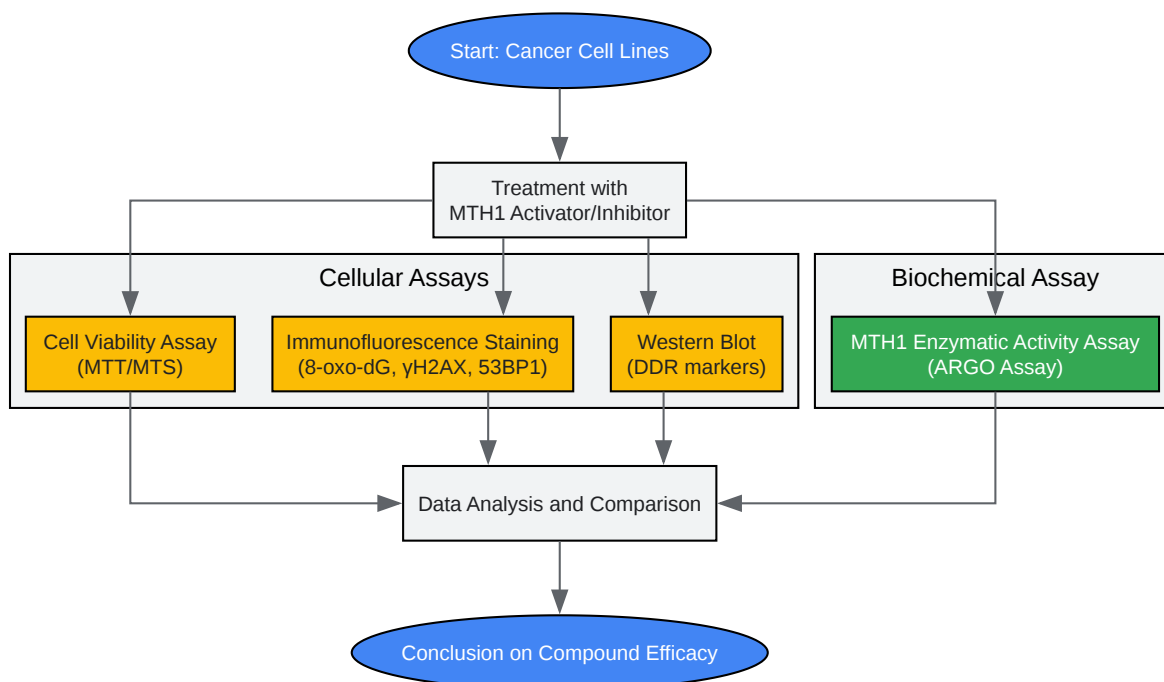 Start: Cancer Cell Lines
Treatment with
MTH1 Activator/Inhibitor
Cellular Assays
Biochemical Assay
Cell Viability Assay
(MTT/MTS)
Immunofluorescence Staining
(8-oxo-dG, γH2AX, 53BP1)
Western Blot
(DDR markers)
MTH1 Enzymatic Activity Assay
(ARGO Assay)
Data Analysis and Comparison
Conclusion on Compound Efficacy